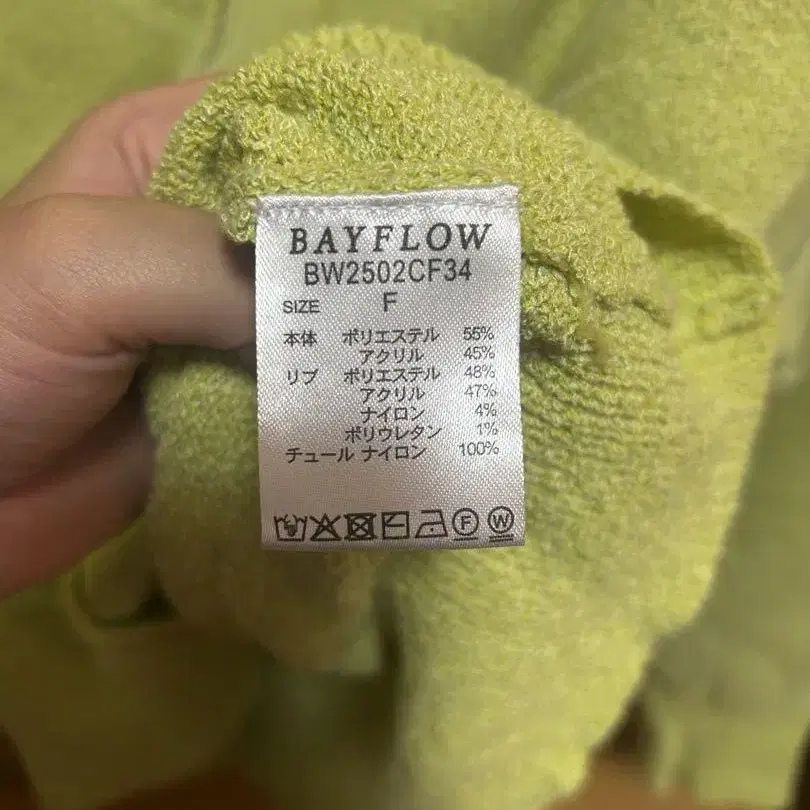 BAYFLOW
BW2502CF34
SIZE F
本体 ポリエステル 55%
アクリル 45%
リブ ポリエステル 48%
アクリル 47%
ナイロン 4%
ポリウレタン 1%
チュール ナイロン 100%
F W